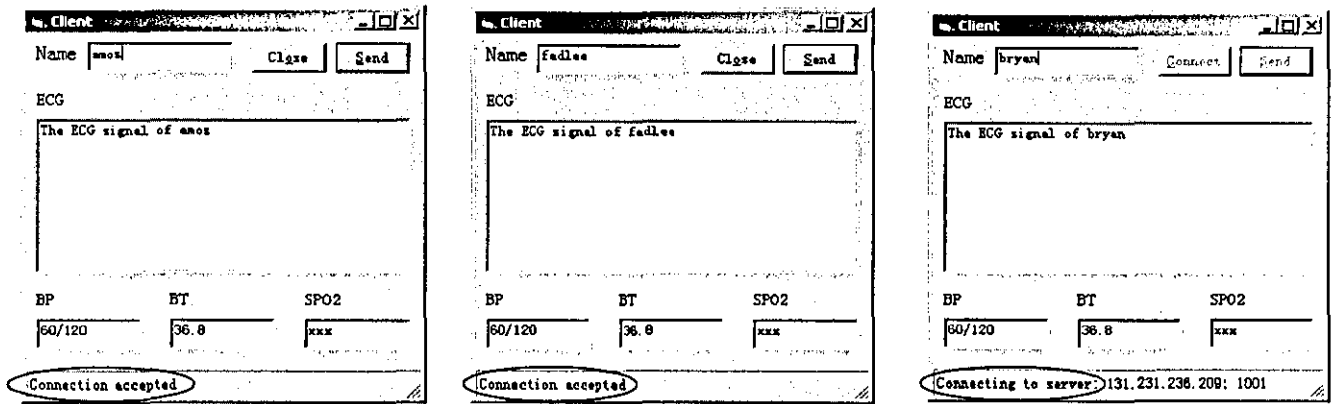 Client
Name amoz Close Send
ECG
The ECG signal of amoz
BP BT SPO2
60/120 36.8 xxx
Connection accepted
Client
Name fadlee Close Send
ECG
The ECG signal of fadlee
BP BT SPO2
60/120 36.8 xxx
Connection accepted
Client
Name bryan Connect Send
ECG
The ECG signal of bryan
BP BT SPO2
60/120 36.8 xxx
Connecting to server: 131.231.236.209: 1001